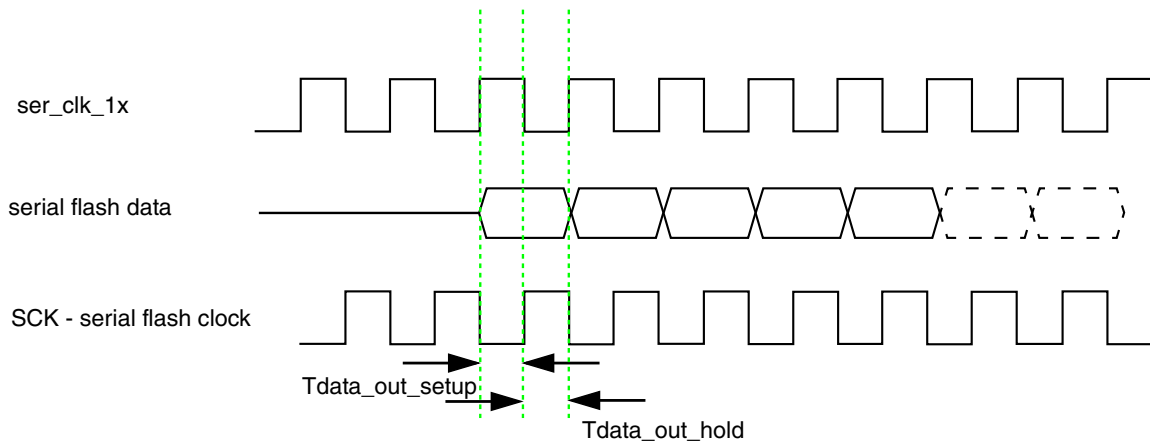 ser_clk_1x
serial flash data
SCK - serial flash clock
Tdata_out_setup
Tdata_out_hold